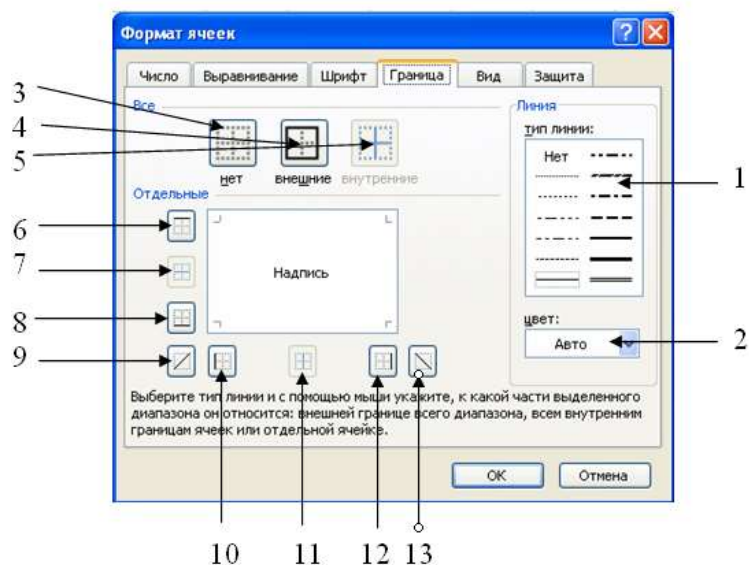 Формат ячеек
Число Выравнивание Шрифт Граница Вид Защита
Все
нет внешние внутренние
Отдельные
Надпись
Линия
тип линии:
Нет
цвет:
Авто
Выберите тип линии и с помощью мыши укажите, к какой части выделенного
диапазона он относится: внешней границе всего диапазона, всем внутренним
границам ячеек или отдельной ячейке.
ОК Отмена
3
4
5
6
7
8
9
1
2
10 11 12 13